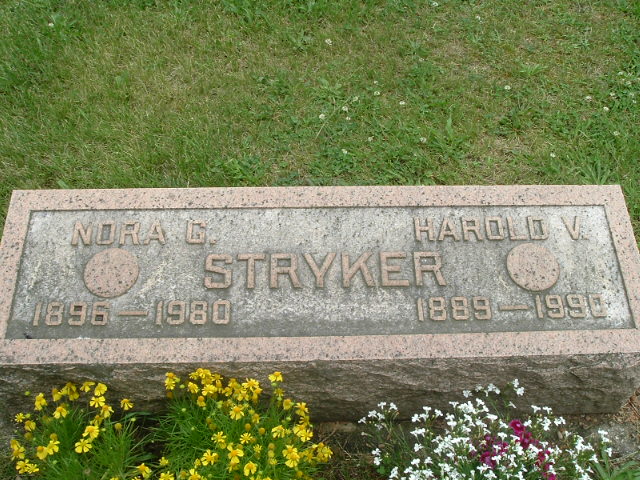 NORA G. HAROLD V.
STRYKER
1896 — 1980 1889 — 1990